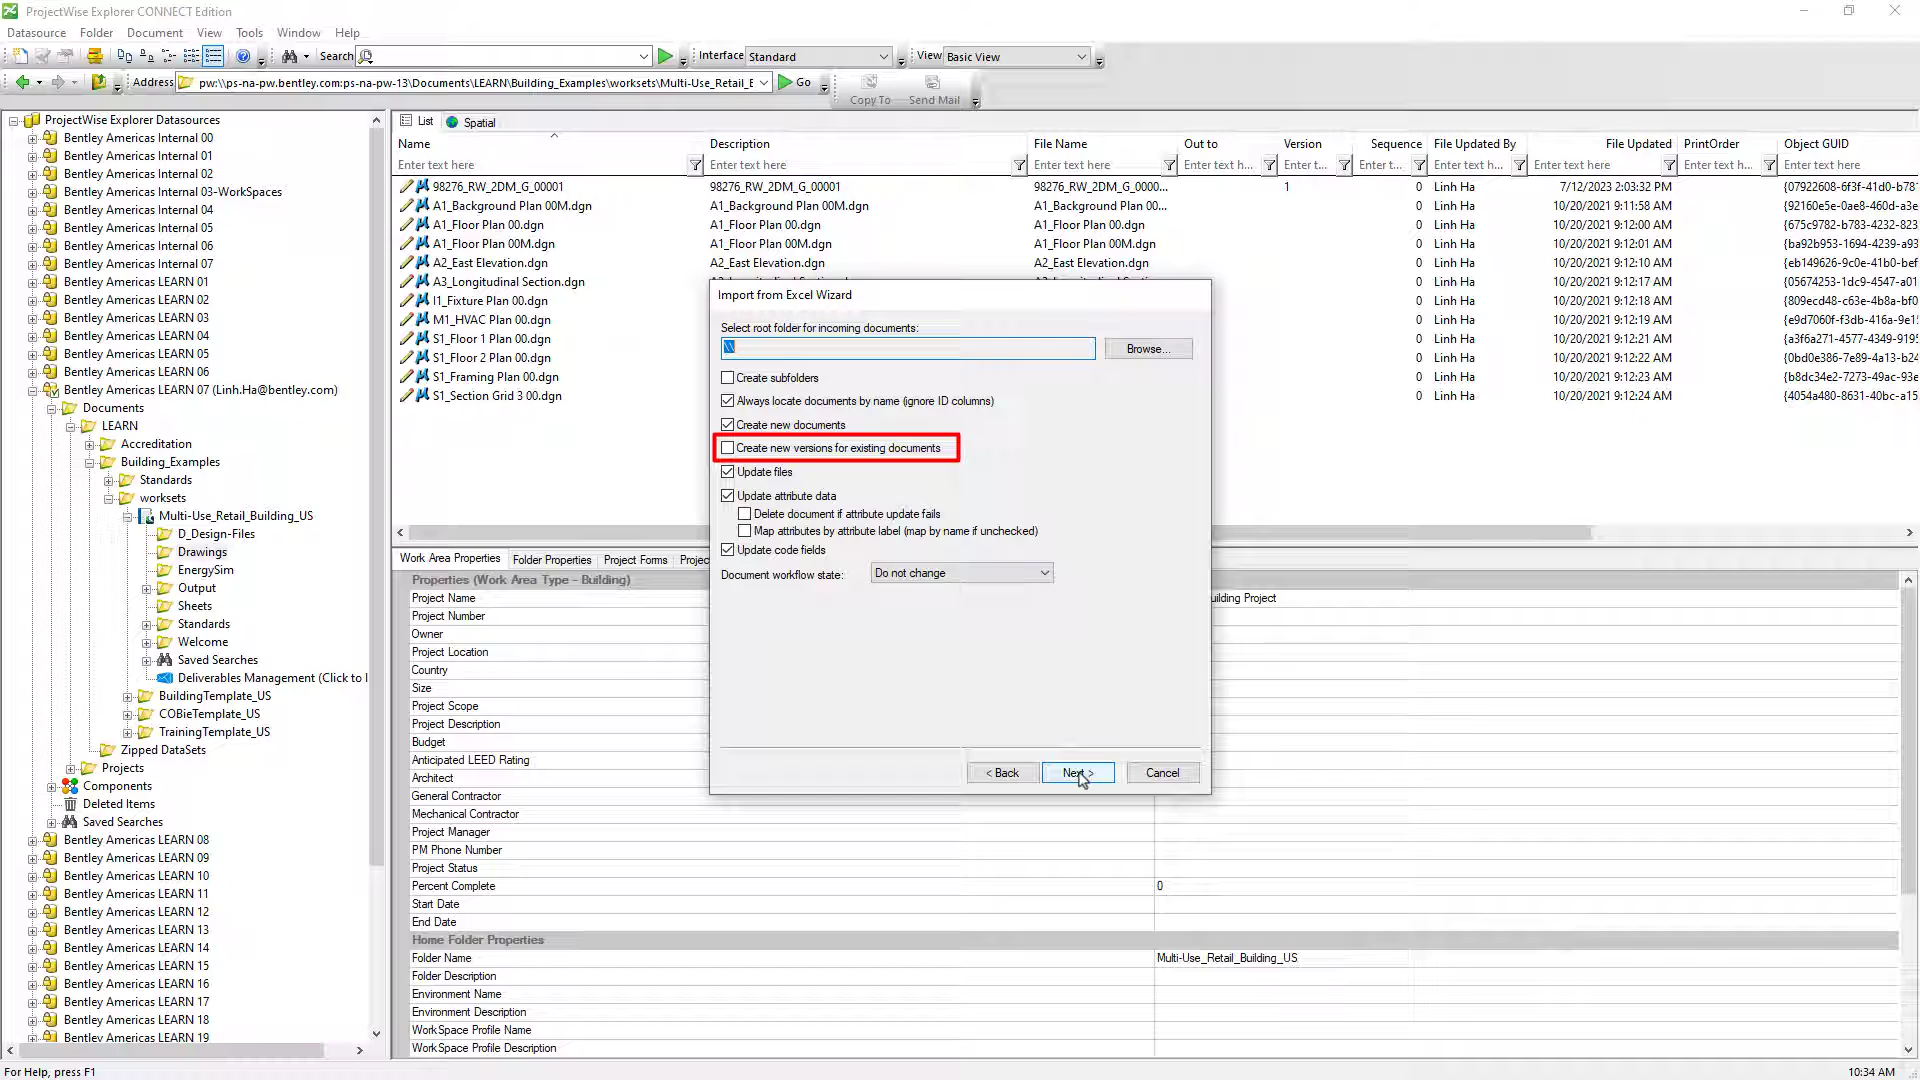 ProjectWise Explorer CONNECT Edition
Datasource Folder Document View Tools Window Help
Search Interface Standard View Basic View
Address pw:\\ps-na-pw.bentley.com:ps-na-pw-13\Documents\LEARN\Building_Examples\worksets\Multi-Use_Retail_E Go Copy To Send Mail
ProjectWise Explorer Datasources
Bentley Americas Internal 00
Bentley Americas Internal 01
Bentley Americas Internal 02
Bentley Americas Internal 03-WorkSpaces
Bentley Americas Internal 04
Bentley Americas Internal 05
Bentley Americas Internal 06
Bentley Americas Internal 07
Bentley Americas LEARN 01
Bentley Americas LEARN 02
Bentley Americas LEARN 03
Bentley Americas LEARN 04
Bentley Americas LEARN 05
Bentley Americas LEARN 06
Bentley Americas LEARN 07 (Linh.Ha@bentley.com)
Documents
LEARN
Accreditation
Building_Examples
Standards
worksets
Multi-Use_Retail_Building_US
D_Design-Files
Drawings
EnergySim
Output
Sheets
Standards
Welcome
Saved Searches
Deliverables Management (Click to l
BuildingTemplate_US
COBieTemplate_US
TrainingTemplate_US
Zipped DataSets
Projects
Components
Deleted Items
Saved Searches
Bentley Americas LEARN 08
Bentley Americas LEARN 09
Bentley Americas LEARN 10
Bentley Americas LEARN 11
Bentley Americas LEARN 12
Bentley Americas LEARN 13
Bentley Americas LEARN 14
Bentley Americas LEARN 15
Bentley Americas LEARN 16
Bentley Americas LEARN 17
Bentley Americas LEARN 18
Bentley Americas LEARN 19
List Spatial
Name Description File Name Out to Version Sequence File Updated By File Updated PrintOrder Object GUID
Enter text here Enter text here Enter text here Enter text h... Enter t... Enter t... Enter text h... Enter text here Enter text h... Enter text here
98276_RW_2DM_G_00001 98276_RW_2DM_G_00001 98276_RW_2DM_G_0000... 1 0 Linh Ha 7/12/2023 2:03:32 PM {07922608-6f3f-41d0-b781
A1_Background Plan 00M.dgn A1_Background Plan 00M.dgn A1_Background Plan 00... 0 Linh Ha 10/20/2021 9:11:58 AM {92160e5e-0ae8-460d-a3e
A1_Floor Plan 00.dgn A1_Floor Plan 00.dgn A1_Floor Plan 00.dgn 0 Linh Ha 10/20/2021 9:12:00 AM {675c9782-b783-4232-823
A1_Floor Plan 00M.dgn A1_Floor Plan 00M.dgn A1_Floor Plan 00M.dgn 0 Linh Ha 10/20/2021 9:12:01 AM {ba92b953-1694-4239-a93
A2_East Elevation.dgn A2_East Elevation.dgn A2_East Elevation.dgn 0 Linh Ha 10/20/2021 9:12:10 AM {eb149626-9c0e-41b0-bef
A3_Longitudinal Section.dgn 0 Linh Ha 10/20/2021 9:12:17 AM {05674253-1dc7-4547-a01
I1_Fixture Plan 00.dgn 0 Linh Ha 10/20/2021 9:12:18 AM {809ecd48-c63e-4b8a-bf0
M1_HVAC Plan 00.dgn 0 Linh Ha 10/20/2021 9:12:19 AM {e9d7060f-f3db-416a-9e1
S1_Floor 1 Plan 00.dgn 0 Linh Ha 10/20/2021 9:12:21 AM {a3f6a271-4577-4349-919
S1_Floor 2 Plan 00.dgn 0 Linh Ha 10/20/2021 9:12:22 AM {0bd0e386-7e89-4a13-b24
S1_Framing Plan 00.dgn 0 Linh Ha 10/20/2021 9:12:23 AM {b8dc34e2-7273-49ac-93e
S1_Section Grid 3 00.dgn 0 Linh Ha 10/20/2021 9:12:24 AM {4054a480-8631-40bc-a15
Import from Excel Wizard
Select root folder for incoming documents:
\\ Browse...
Create subfolders
Always locate documents by name (ignore ID columns)
Create new documents
Create new versions for existing documents
Update files
Update attribute data
Delete document if attribute update fails
Map attributes by attribute label (map by name if unchecked)
Update code fields
Document workflow state: Do not change
< Back Next > Cancel
Work Area Properties Folder Properties Project Forms Projec
Properties (Work Area Type - Building)
Project Name uilding Project
Project Number
Owner
Project Location
Country
Size
Project Scope
Project Description
Budget
Anticipated LEED Rating
Architect
General Contractor
Mechanical Contractor
Project Manager
PM Phone Number
Project Status
Percent Complete 0
Start Date
End Date
Home Folder Properties
Folder Name Multi-Use_Retail_Building_US
Folder Description
Environment Name
Environment Description
WorkSpace Profile Name
WorkSpace Profile Description
For Help, press F1 10:34 AM